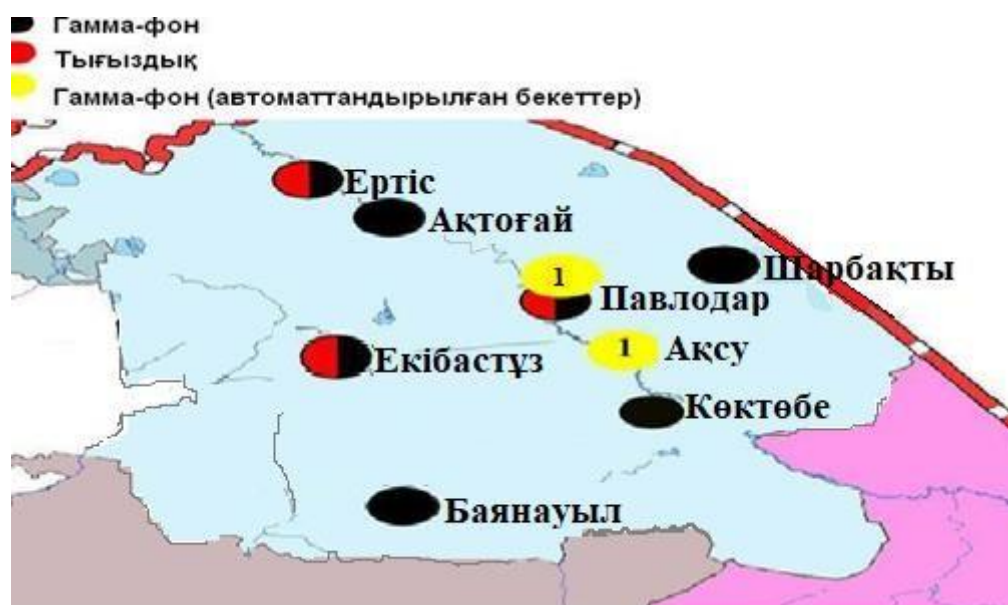 Гамма-фон
Тығыздық
Гамма-фон (автоматтандырылған бекеттер)
Ертіс
Ақтоғай
Шарбақты
1
Павлодар
1
Ақсу
Екібастұз
Көктөбе
Баянауыл